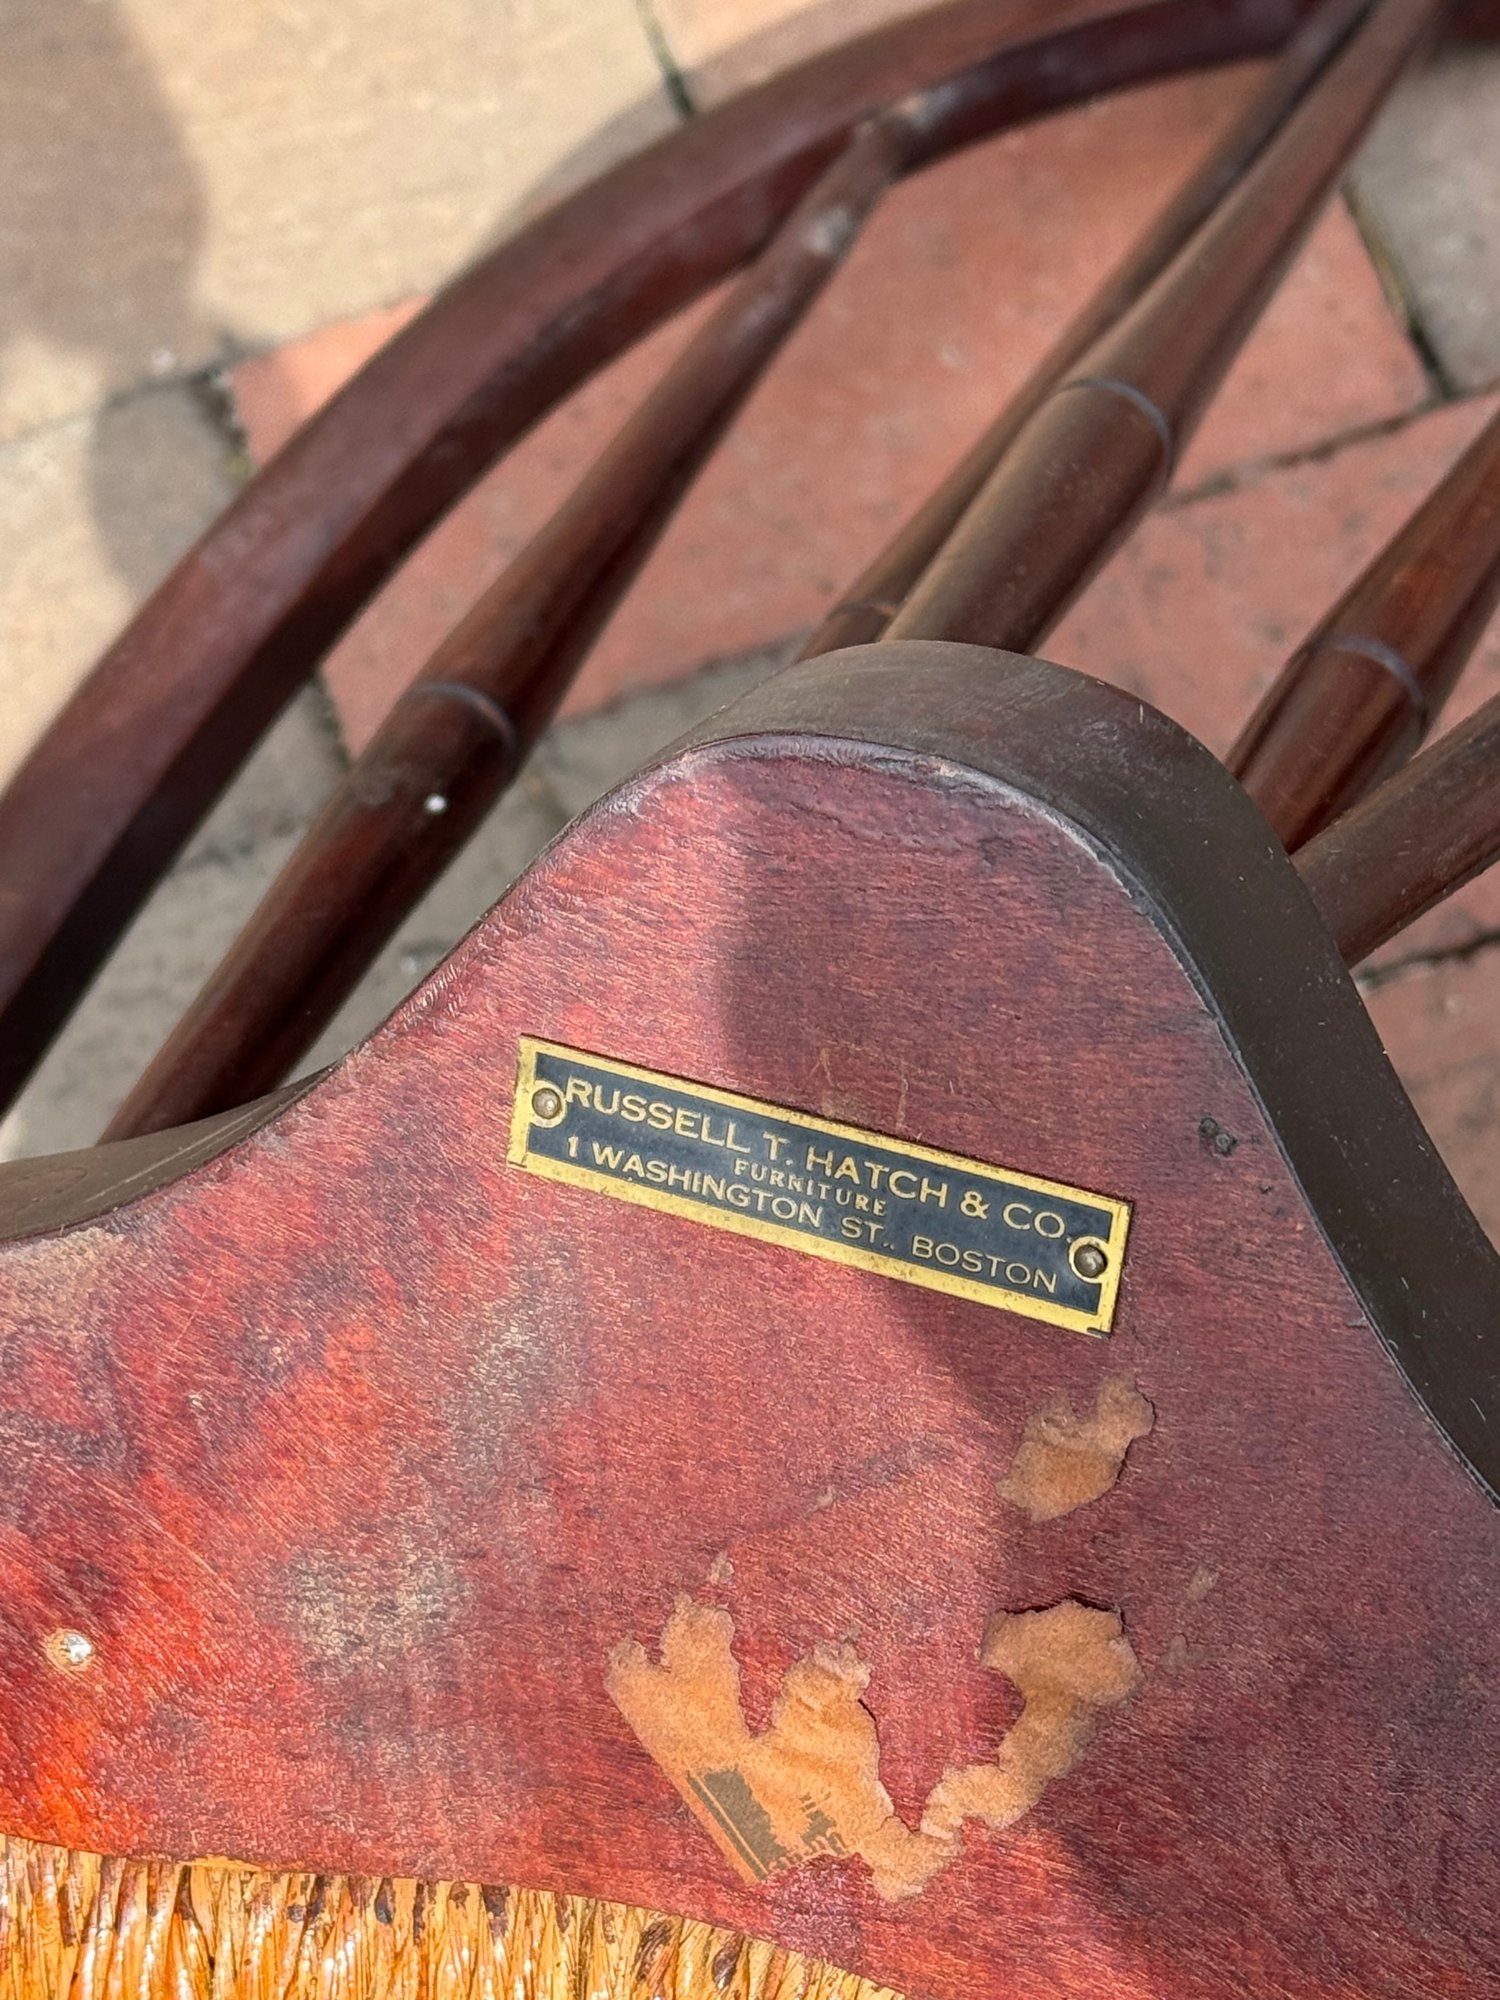 RUSSELL T. HATCH & CO.
FURNITURE
1 WASHINGTON ST., BOSTON